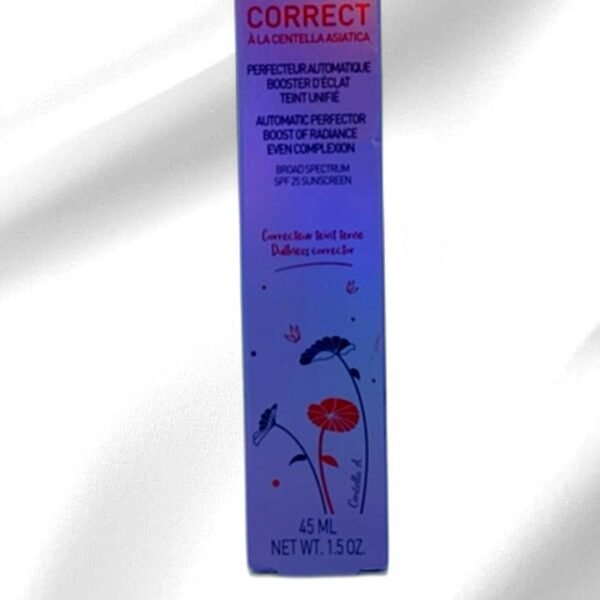 CORRECT
À LA CENTELLA ASIATICA
PERFECTEUR AUTOMATIQUE
BOOSTER D'ÉCLAT
TEINT UNIFIÉ
AUTOMATIC PERFECTOR
BOOST OF RADIANCE
EVEN COMPLEXION
BROAD SPECTRUM
SPF 25 SUNSCREEN
Correcteur teint terne
Dullness corrector
Centella A.
45 ML
NET WT. 1.5 OZ.